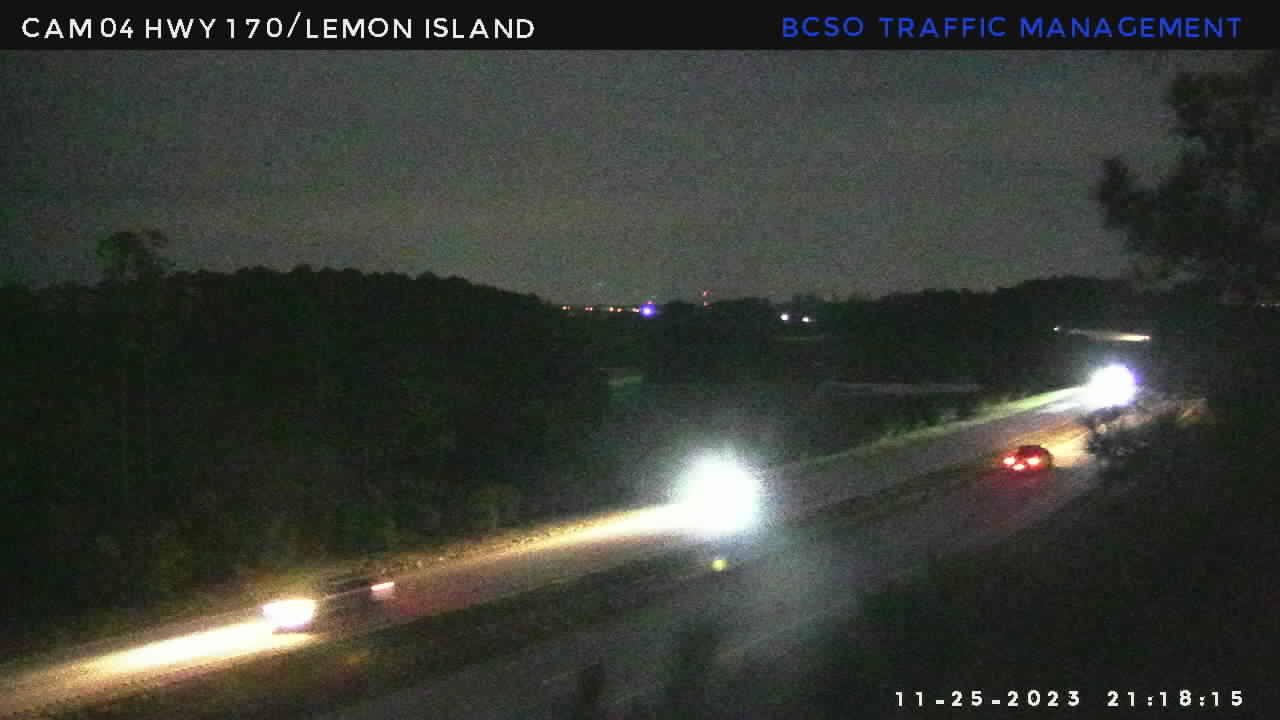 CAM04 HWY 170/LEMON ISLAND
BCSO TRAFFIC MANAGEMENT
11-25-2023 21:18:15